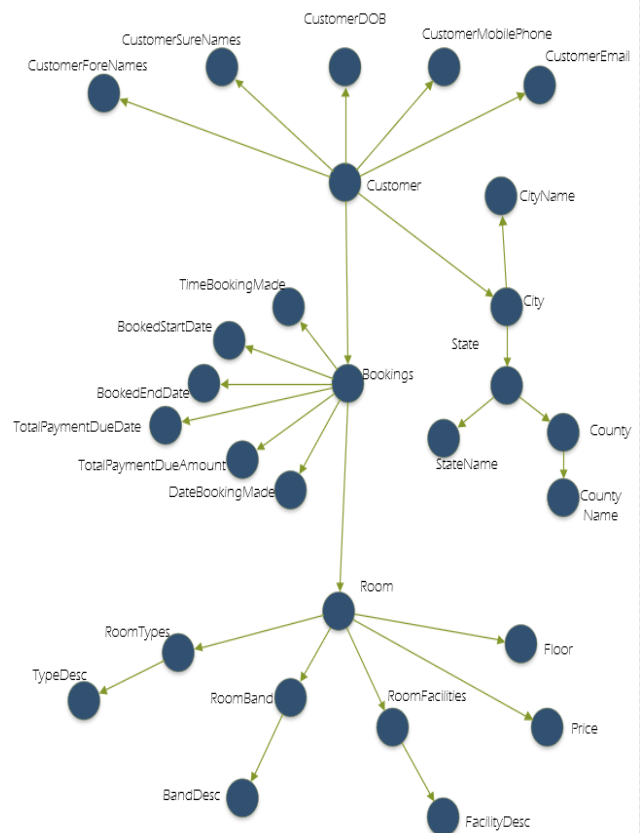 CustomerDOB
CustomerSureNames
CustomerMobilePhone
CustomerForeNames
CustomerEmail
Customer
CityName
TimeBookingMade
City
BookedStartDate
State
Bookings
BookedEndDate
TotalPaymentDueDate
County
TotalPaymentDueAmount
StateName
DateBookingMade
County
Name
Room
RoomTypes
Floor
TypeDesc
RoomBand
RoomFacilities
Price
BandDesc
FacilityDesc